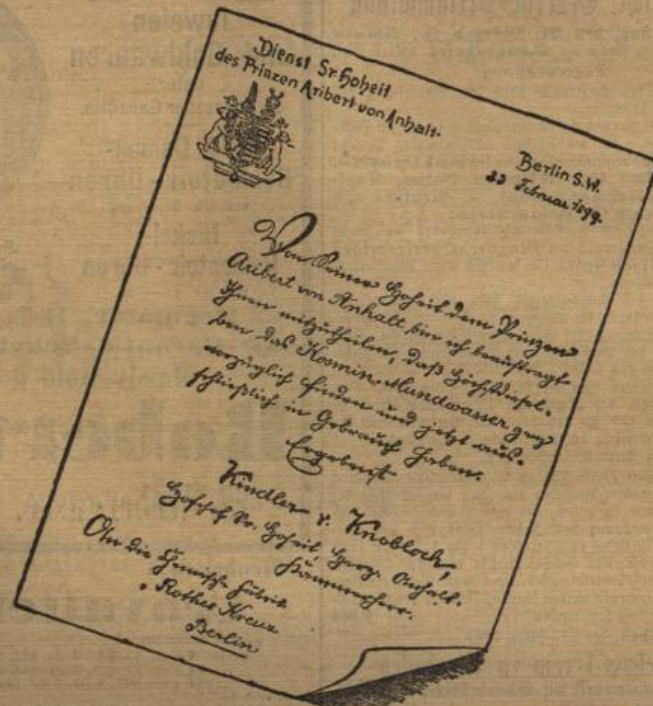 Dienst Sr. Hoheit
des Prinzen Aribert von Anhalt.
Berlin S.W.
23 Februar 1899.
Von Seiner Hoheit dem Prinzen
Aribert von Anhalt bin ich beauftragt
Ihnen mitzutheilen, daß Höchstdiesel-
ben das Kosmin-Mundwasser ganz
vorzüglich finden und jetzt aus-
schließlich in Gebrauch haben.
Ergebenst
Kindler v. Knobloch,
Hofchef Sr. Hoheit, Herz. Anhalt.
Kammerherr.
An die Chemische Fabrik
Rothes Kreuz
Berlin